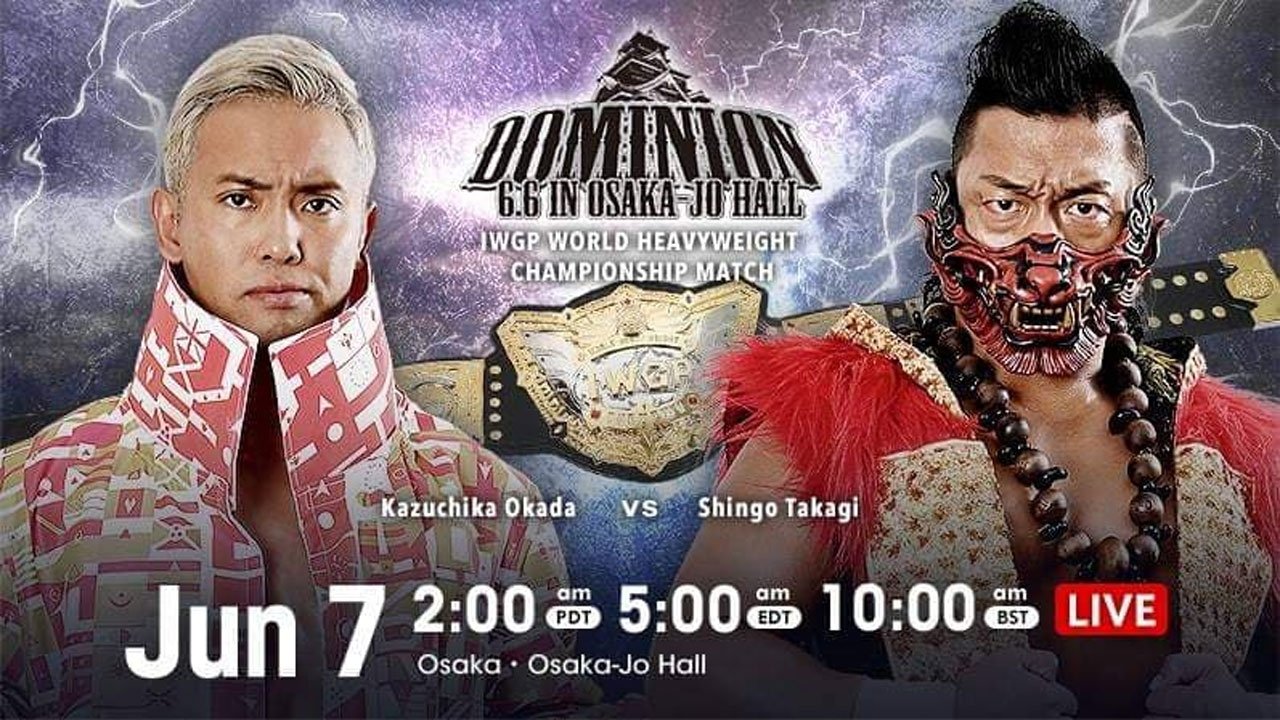 DOMINION
6.6 IN OSAKA-JO HALL
IWGP WORLD HEAVYWEIGHT
CHAMPIONSHIP MATCH
IWGP
Kazuchika Okada vs Shingo Takagi
Jun 7 2:00 am PDT 5:00 am EDT 10:00 am BST LIVE
Osaka・Osaka-Jo Hall